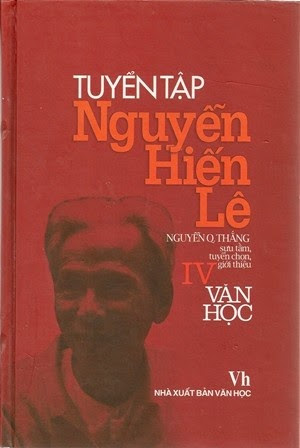 TUYỂN TẬP
Nguyễn
Hiến
Lê
NGUYỄN Q. THẮNG
sưu tầm,
tuyển chọn,
giới thiệu
IV
VĂN
HỌC
Vh
NHÀ XUẤT BẢN VĂN HỌC